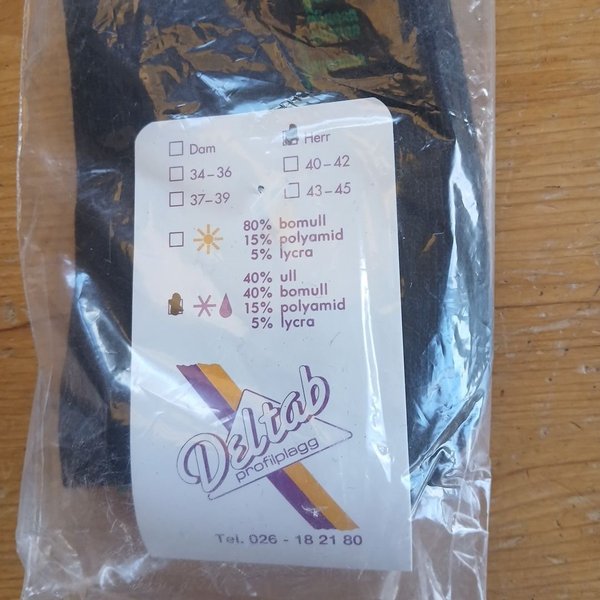 Dam
Herr
34-36
40-42
37-39
43-45
80% bomull
15% polyamid
5% lycra
40% ull
40% bomull
15% polyamid
5% lycra
Deltab
profilplagg
Tel. 026 - 18 21 80